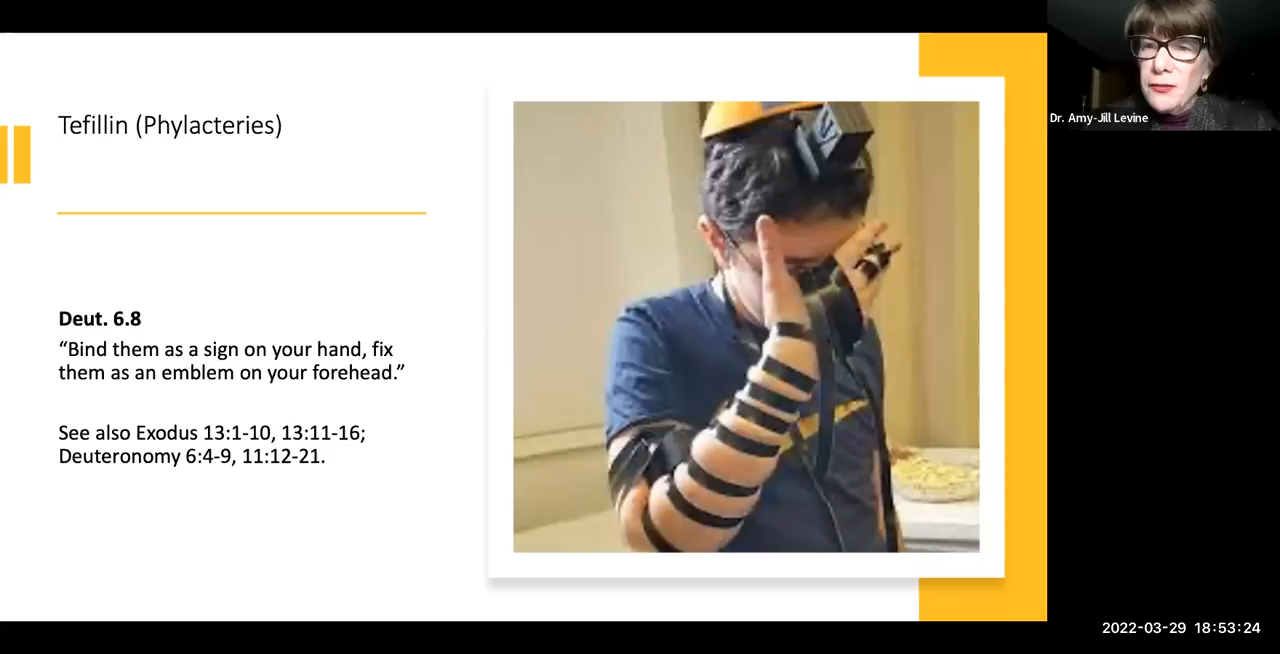 Tefillin (Phylacteries)
Deut. 6.8
“Bind them as a sign on your hand, fix
them as an emblem on your forehead.”
See also Exodus 13:1-10, 13:11-16;
Deuteronomy 6:4-9, 11:12-21.
Dr. Amy-Jill Levine
2022-03-29 18:53:24